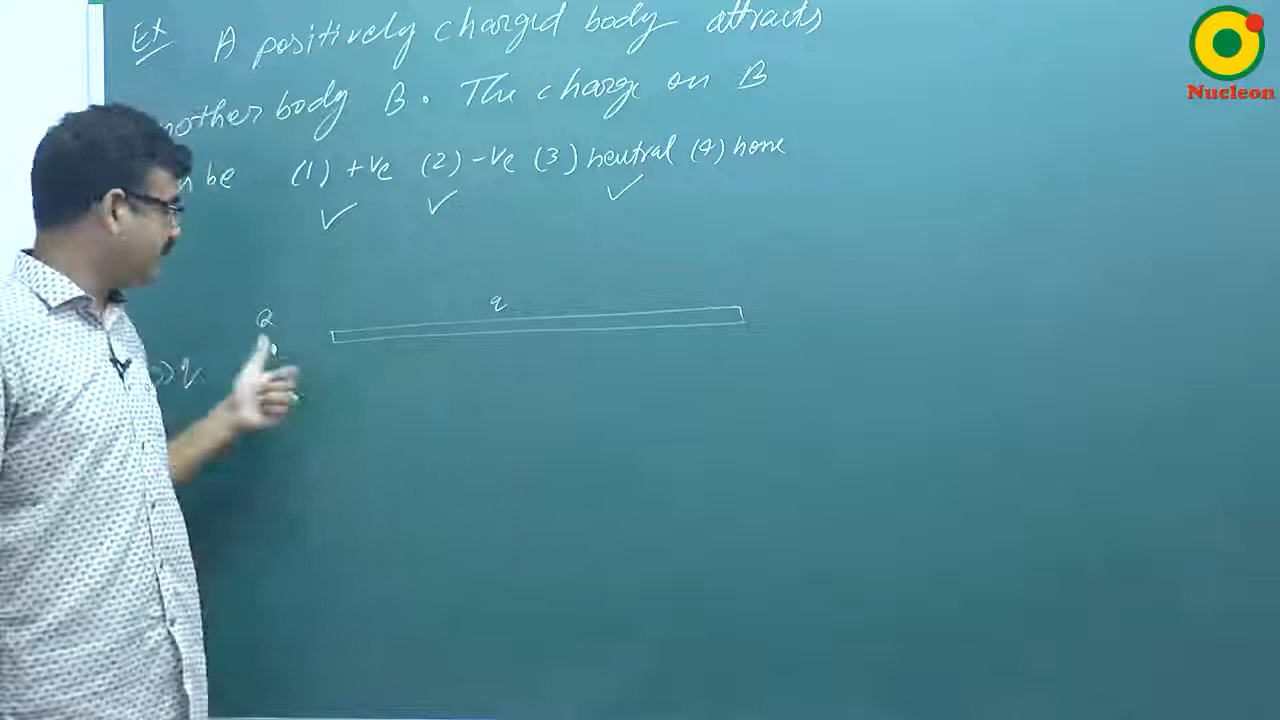 Ex A positively charged body attracts
nother body B. The charge on B
n be (1) +ve (2) -ve (3) neutral (4) none
q
Q
Nucleon